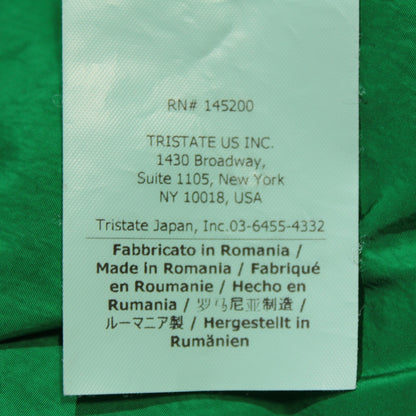 RN# 145200
TRISTATE US INC.
1430 Broadway,
Suite 1105, New York
NY 10018, USA
Tristate Japan, Inc.03-6455-4332
Fabbricato in Romania /
Made in Romania / Fabriqué
en Roumanie / Hecho en
Rumania / 罗马尼亚制造 /
ルーマニア製 / Hergestellt in
Rumänien